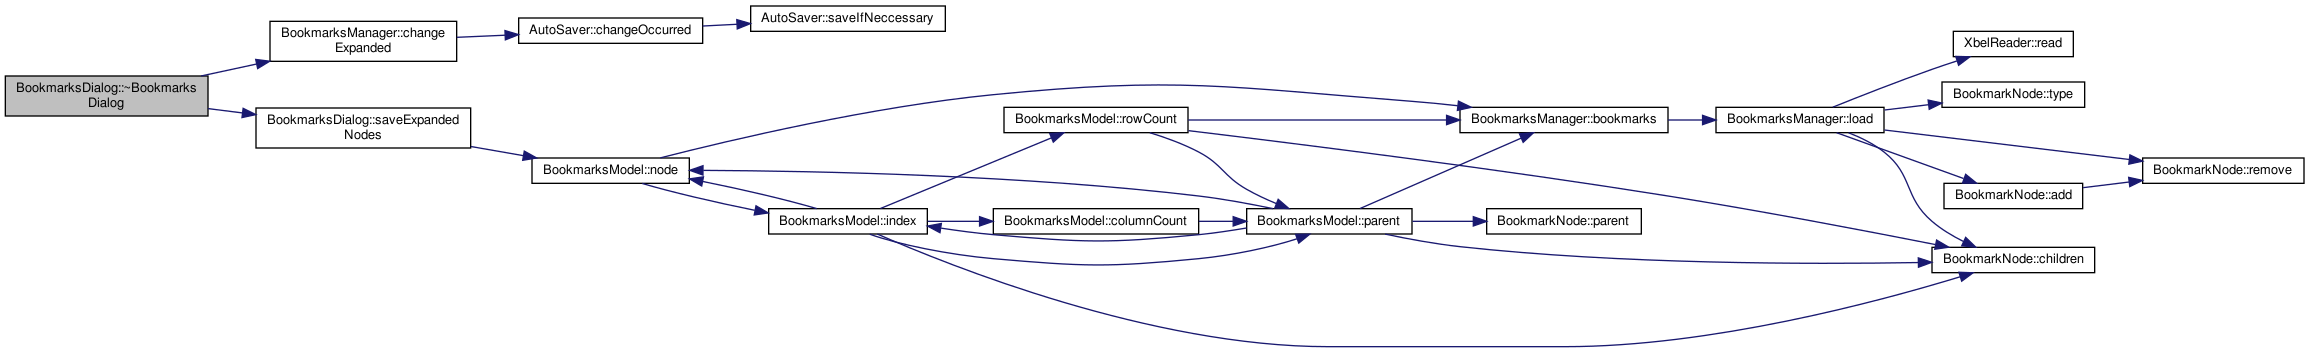 BookmarksDialog::~Bookmarks
Dialog
BookmarksManager::change
Expanded
AutoSaver::changeOccurred
AutoSaver::saveIfNeccessary
BookmarksDialog::saveExpanded
Nodes
BookmarksModel::node
BookmarksModel::index
BookmarksModel::rowCount
BookmarksModel::columnCount
BookmarksModel::parent
BookmarksManager::bookmarks
BookmarkNode::parent
BookmarksManager::load
XbelReader::read
BookmarkNode::type
BookmarkNode::add
BookmarkNode::remove
BookmarkNode::children